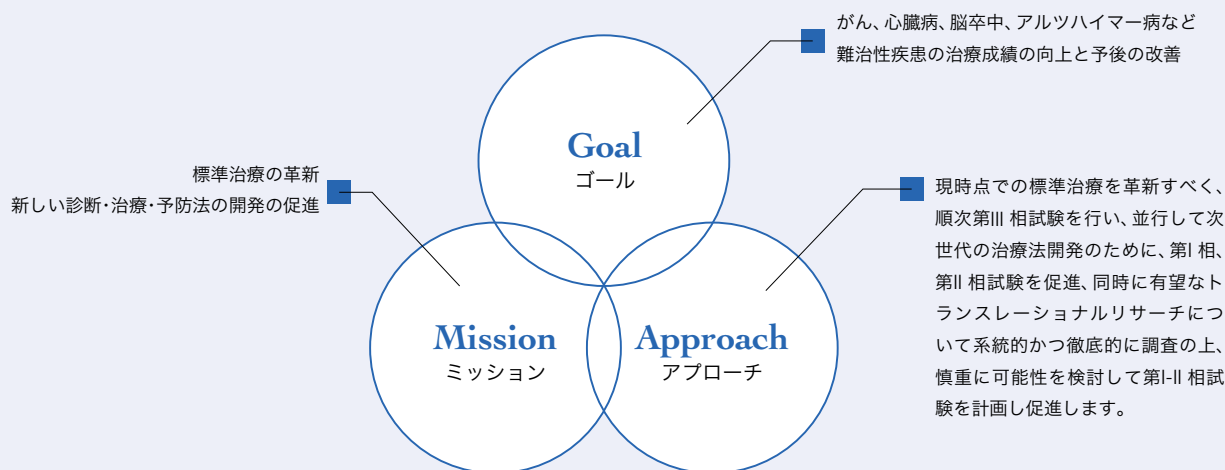 がん、心臓病、脳卒中、アルツハイマー病など
難治性疾患の治療成績の向上と予後の改善
Goal
ゴール
標準治療の革新
新しい診断・治療・予防法の開発の促進
Mission
ミッション
Approach
アプローチ
現時点での標準治療を革新すべく、
順次第III 相試験を行い、並行して次
世代の治療法開発のために、第I 相、
第II 相試験を促進、同時に有望なト
ランスレーショナルリサーチにつ
いて系統的かつ徹底的に調査の上、
慎重に可能性を検討して第I-II 相試
験を計画し促進します。